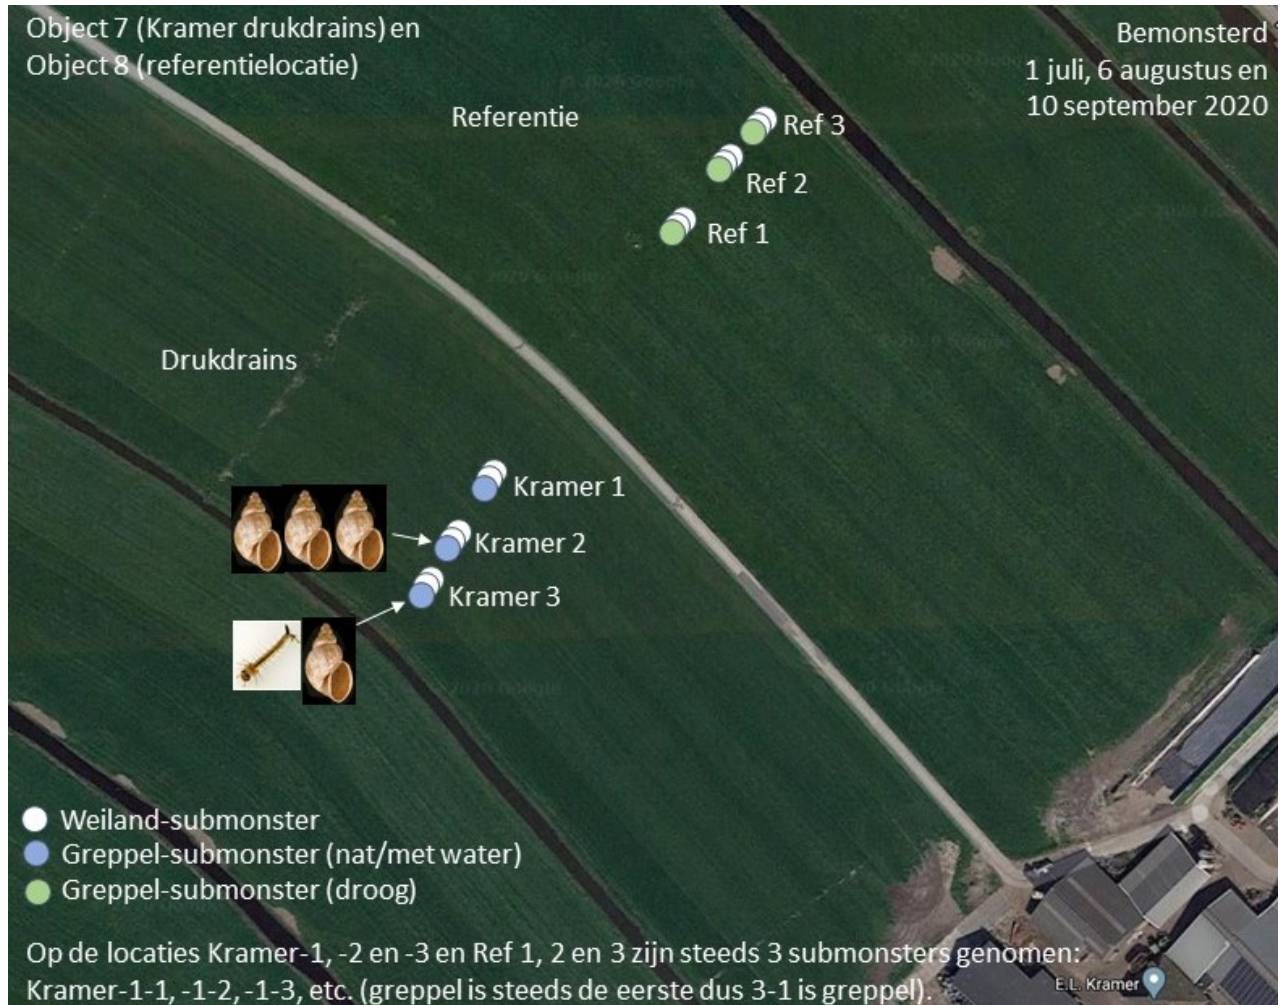 Object 7 (Kramer drukdrains) en
Object 8 (referentielocatie)
Bemonsterd
1 juli, 6 augustus en
10 september 2020
Referentie
Ref 3
Ref 2
Ref 1
Drukdrains
Kramer 1
Kramer 2
Kramer 3
Weiland-submonster
Greppel-submonster (nat/met water)
Greppel-submonster (droog)
Op de locaties Kramer-1, -2 en -3 en Ref 1, 2 en 3 zijn steeds 3 submonsters genomen:
Kramer-1-1, -1-2, -1-3, etc. (greppel is steeds de eerste dus 3-1 is greppel).
E.L. Kramer